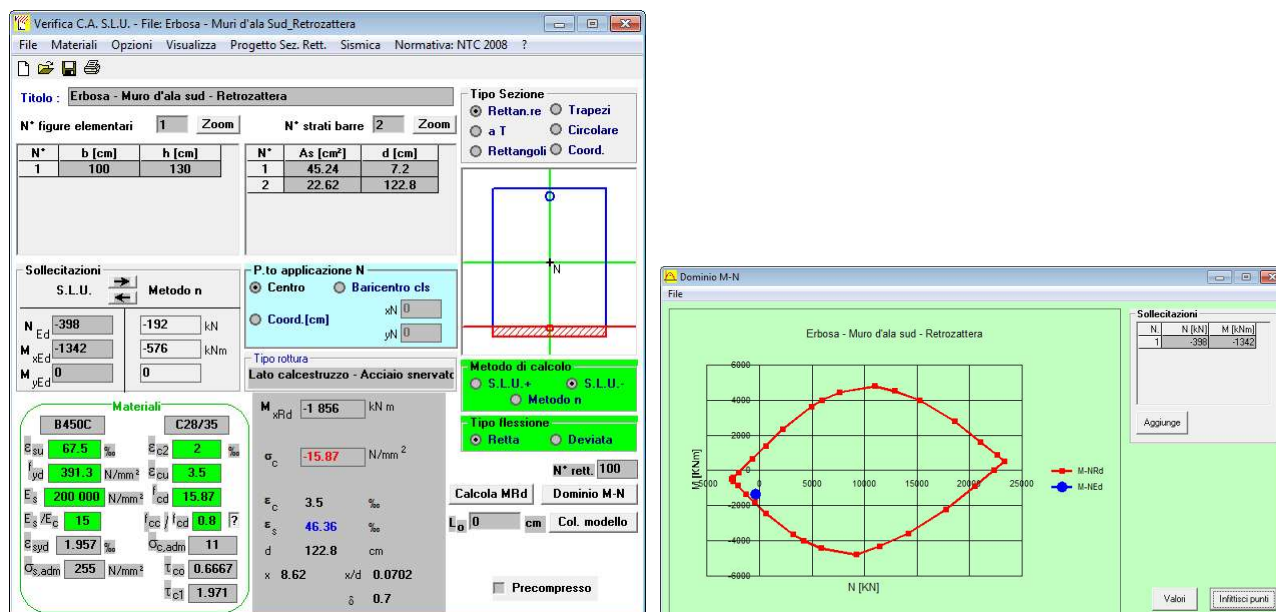 Verifica C.A. S.L.U. - File: Erbosa - Muri d'ala Sud_Retrozattera
File Materiali Opzioni Visualizza Progetto Sez. Rett. Sismica Normativa: NTC 2008 ?
Titolo : Erbosa - Muro d'ala sud - Retrozattera
N° figure elementari 1 Zoom N° strati barre 2 Zoom
N° b [cm] h [cm]
1 100 130
N° As [cm²] d [cm]
1 45.24 7.2
2 22.62 122.8
Tipo Sezione
Rettan.re Trapezi
a T Circolare
Rettangoli Coord.
N
Sollecitazioni
S.L.U. Metodo n
N Ed -398 -192 kN
M xEd -1342 -576 kNm
M yEd 0 0
P.to applicazione N
Centro Baricentro cls
Coord.[cm] xN 0
yN 0
Tipo rottura
Lato calcestruzzo - Acciaio snervato
Metodo di calcolo
S.L.U.+ S.L.U.-
Metodo n
Tipo flessione
Retta Deviata
N° rett. 100
Calcola MRd Dominio M-N
L₀ 0 cm Col. modello
Precompresso
Materiali
B450C C28/35
εsu 67.5 ‰ εc2 2 ‰
fyd 391.3 N/mm² εcu 3.5
Es 200 000 N/mm² fcd 15.87
Es/Ec 15 fcc / fcd 0.8 ?
εsyd 1.957 ‰ σc,adm 11
σs,adm 255 N/mm² τco 0.6667
τc1 1.971
M xRd -1 856 kN m
σc -15.87 N/mm²
εc 3.5 ‰
εs 46.36 ‰
d 122.8 cm
x 8.62 x/d 0.0702
δ 0.7
Dominio M-N
File
Erbosa - Muro d'ala sud - Retrozattera
M [KNm]
6000
4000
2000
0
-2000
-4000
-6000
-5000 0 5000 10000 15000 20000 25000
N [KN]
M-NRd
M-NEd
Sollecitazioni
N. N [kN] M [kNm]
1 -398 -1342
Aggiunge
Valori Infittisci punti